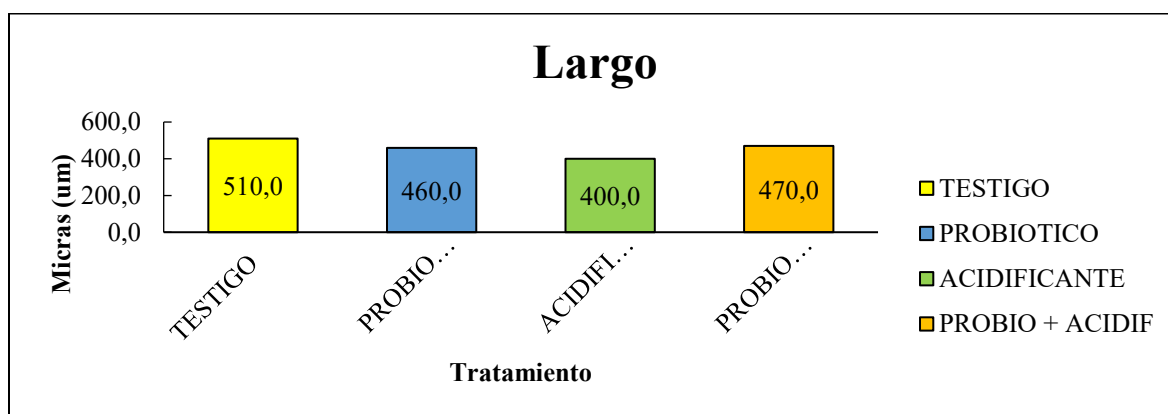 Largo
Micras (um)
600,0
400,0
200,0
0,0
510,0
460,0
400,0
470,0
TESTIGO
PROBIO…
ACIDIFI…
PROBIO…
Tratamiento
TESTIGO
PROBIOTICO
ACIDIFICANTE
PROBIO + ACIDIF